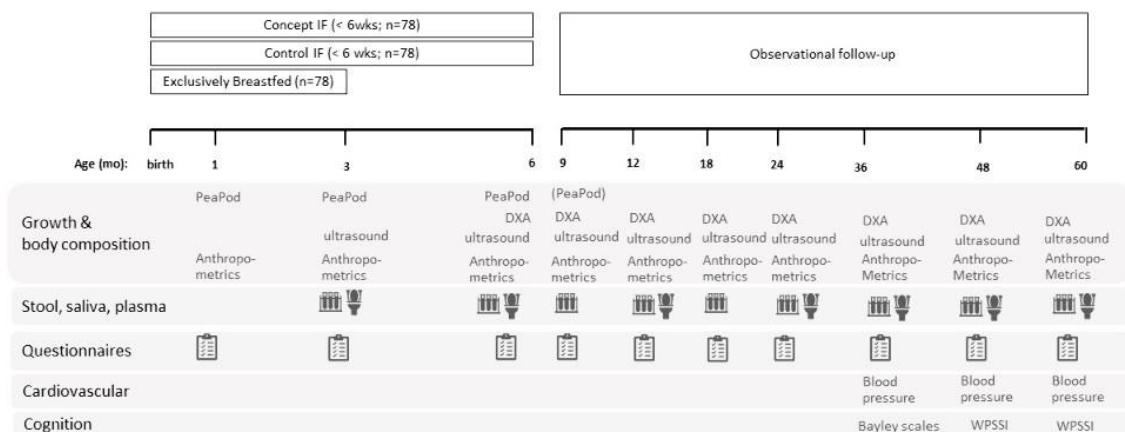 Concept IF (< 6wks; n=78)
Control IF (< 6 wks; n=78)
Exclusively Breastfed (n=78)
Observational follow-up
Age (mo): birth 1 3 6 9 12 18 24 36 48 60
Growth &
body composition
PeaPod PeaPod PeaPod (PeaPod)
DXA DXA DXA DXA DXA DXA DXA DXA
ultrasound ultrasound ultrasound ultrasound ultrasound ultrasound ultrasound ultrasound ultrasound
Anthropo- Anthropo- Anthropo- Anthropo- Anthropo- Anthropo- Anthropo- Anthropo- Anthropo- Anthropo-
metrics metrics metrics metrics metrics metrics metrics Metrics Metrics Metrics
Stool, saliva, plasma
Questionnaires
Cardiovascular
Blood Blood Blood
pressure pressure pressure
Cognition Bayley scales WPSSI WPSSI